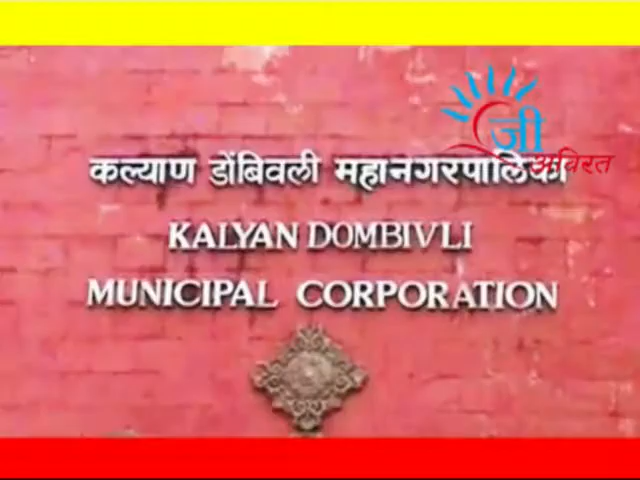 जी
अविरत
कल्याण डोंबिवली महानगरपालिका
KALYAN DOMBIVLI
MUNICIPAL CORPORATION